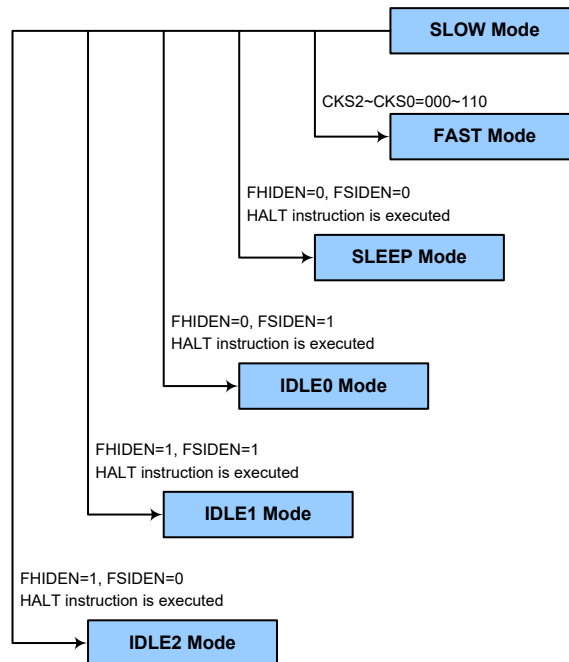 SLOW Mode
CKS2~CKS0=000~110
FAST Mode
FHIDEN=0, FSIDEN=0
HALT instruction is executed
SLEEP Mode
FHIDEN=0, FSIDEN=1
HALT instruction is executed
IDLE0 Mode
FHIDEN=1, FSIDEN=1
HALT instruction is executed
IDLE1 Mode
FHIDEN=1, FSIDEN=0
HALT instruction is executed
IDLE2 Mode